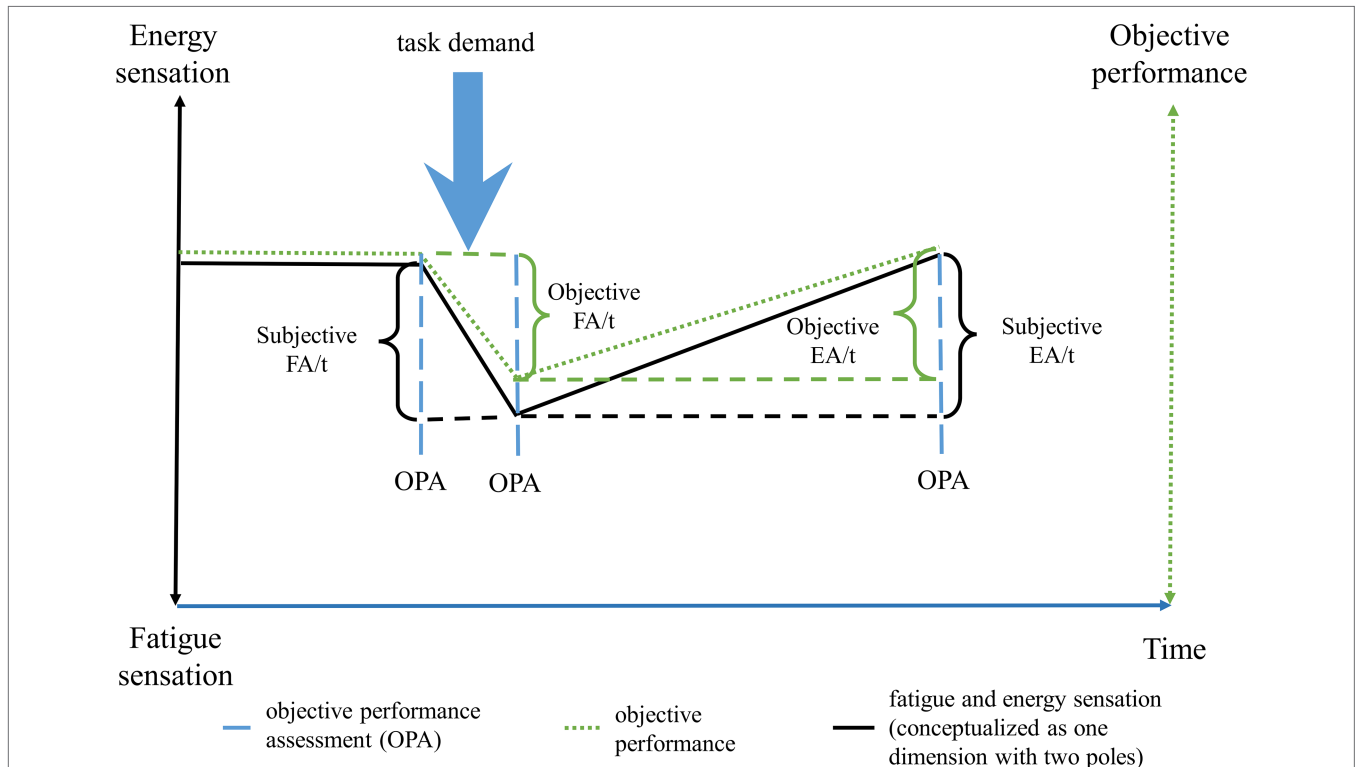 Energy
sensation
task demand
Objective
performance
Subjective
FA/t
Objective
FA/t
Objective
EA/t
Subjective
EA/t
OPA
OPA
OPA
Fatigue
sensation
Time
objective performance
assessment (OPA)
objective
performance
fatigue and energy sensation
(conceptualized as one
dimension with two poles)